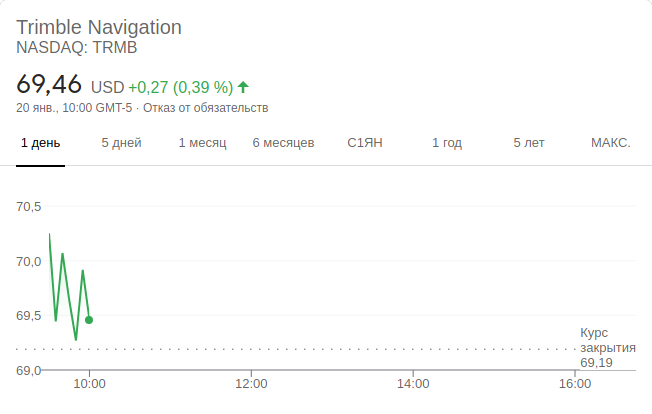 Trimble Navigation
NASDAQ: TRMB
69,46 USD +0,27 (0,39 %)
20 янв., 10:00 GMT-5 · Отказ от обязательств
1 день 5 дней 1 месяц 6 месяцев С1ЯН 1 год 5 лет МАКС.
70,5
70,0
69,5
Курс
закрытия
69,19
69,0
10:00 12:00 14:00 16:00